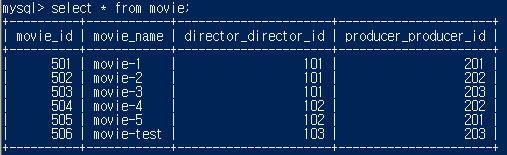 mysql> select * from movie;
+----------+------------+----------------------+----------------------+
| movie_id | movie_name | director_director_id | producer_producer_id |
+----------+------------+----------------------+----------------------+
| 501 | movie-1 | 101 | 201 |
| 502 | movie-2 | 101 | 202 |
| 503 | movie-3 | 101 | 203 |
| 504 | movie-4 | 102 | 202 |
| 505 | movie-5 | 102 | 201 |
| 506 | movie-test | 103 | 203 |
+----------+------------+----------------------+----------------------+